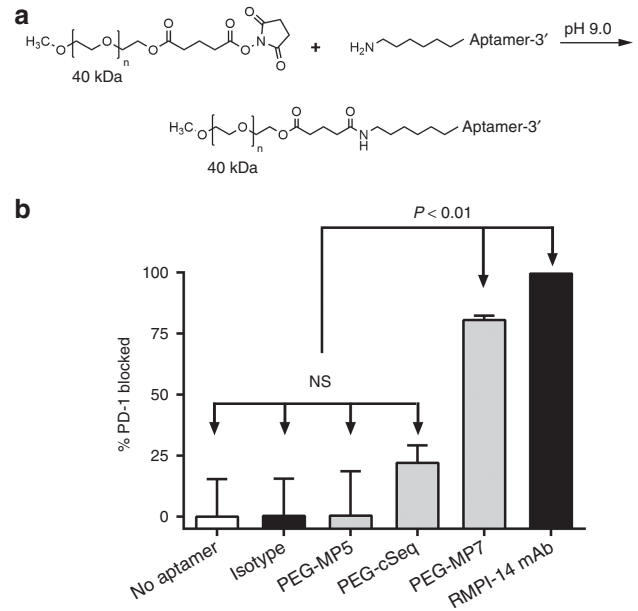 a
H₃C O O n O O O O N O O + H₂N Aptamer-3′ pH 9.0
40 kDa
H₃C O O n O O O N H Aptamer-3′
40 kDa
b
P < 0.01
% PD-1 blocked
100
75
50
25
0
NS
No aptamer
Isotype
PEG-MP5
PEG-cSeq
PEG-MP7
RMPI-14 mAb